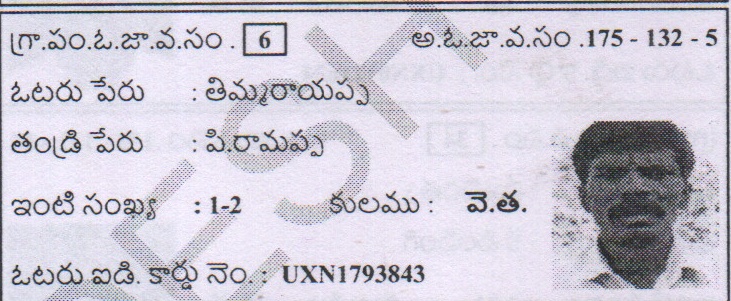 గ్రా.పం.ఓ.జా.వ.సం . 6 అ.ఓ.జా.వ.సం .175 - 132 - 5
ఓటరు పేరు : తిమ్మరాయప్ప
తండ్రి పేరు : పి.రామప్ప
ఇంటి సంఖ్య : 1-2 కులము : వె.త.
ఓటరు ఐడి. కార్డు నెం. : UXN1793843